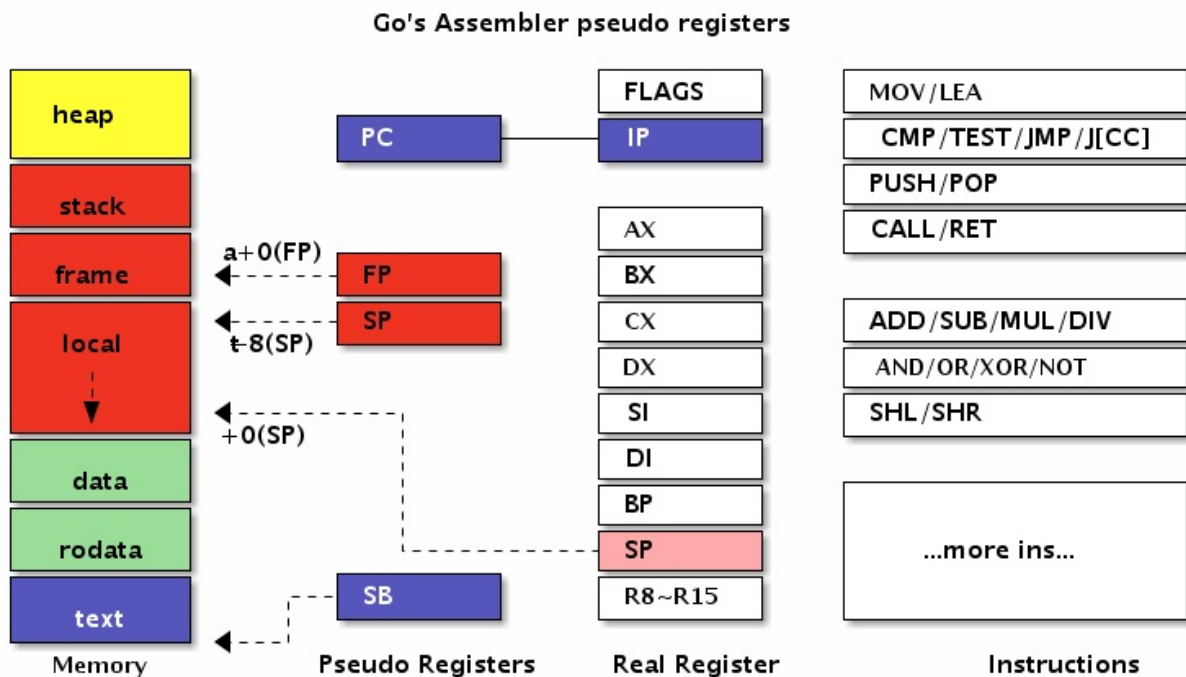 Go's Assembler pseudo registers
heap
stack
frame
local
data
rodata
text
Memory
a+0(FP)
t-8(SP)
+0(SP)
PC
FP
SP
SB
Pseudo Registers
FLAGS
IP
AX
BX
CX
DX
SI
DI
BP
SP
R8~R15
Real Register
MOV/LEA
CMP/TEST/JMP/J[CC]
PUSH/POP
CALL/RET
ADD/SUB/MUL/DIV
AND/OR/XOR/NOT
SHL/SHR
...more ins...
Instructions